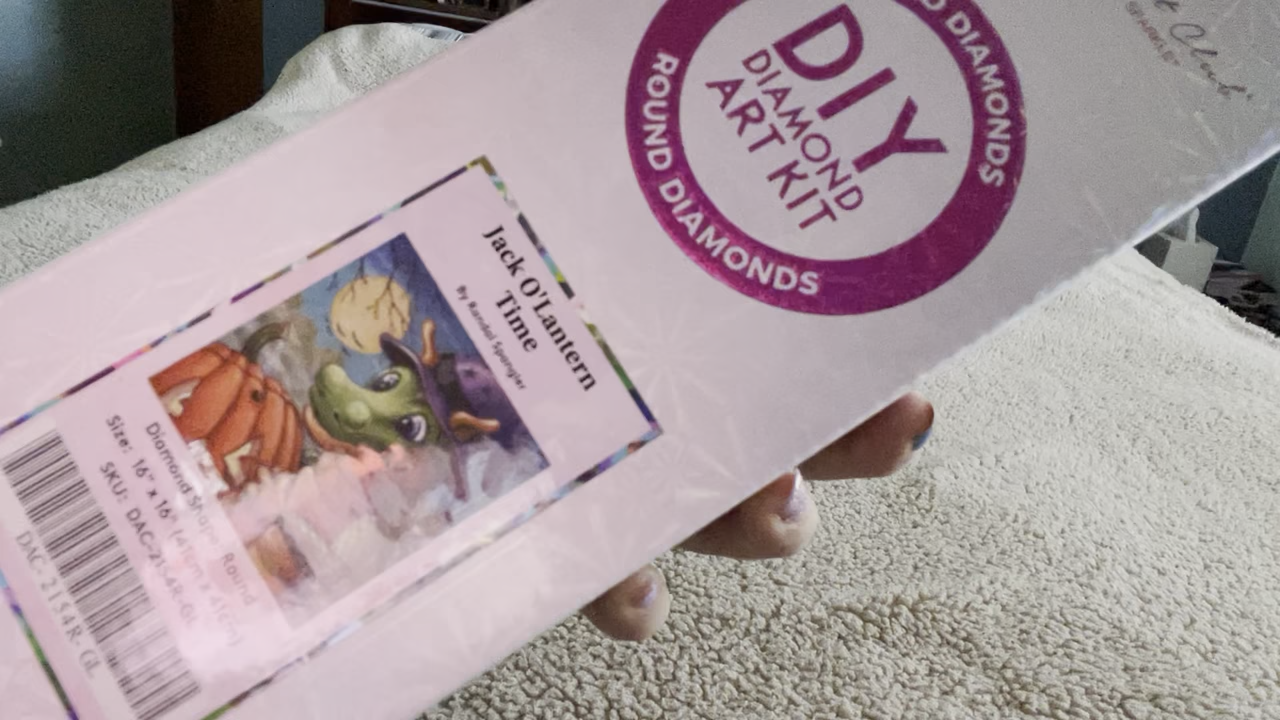 DIY
DIAMOND
ART KIT
ROUND DIAMONDS
DIAMONDS
Jack O'Lantern
Time
By Randal Spangler
Diamond Shape: Round
Size: 16" x 16" (41cm x 41cm)
SKU: DAC-2154R-GL
DAC-2154R-GL